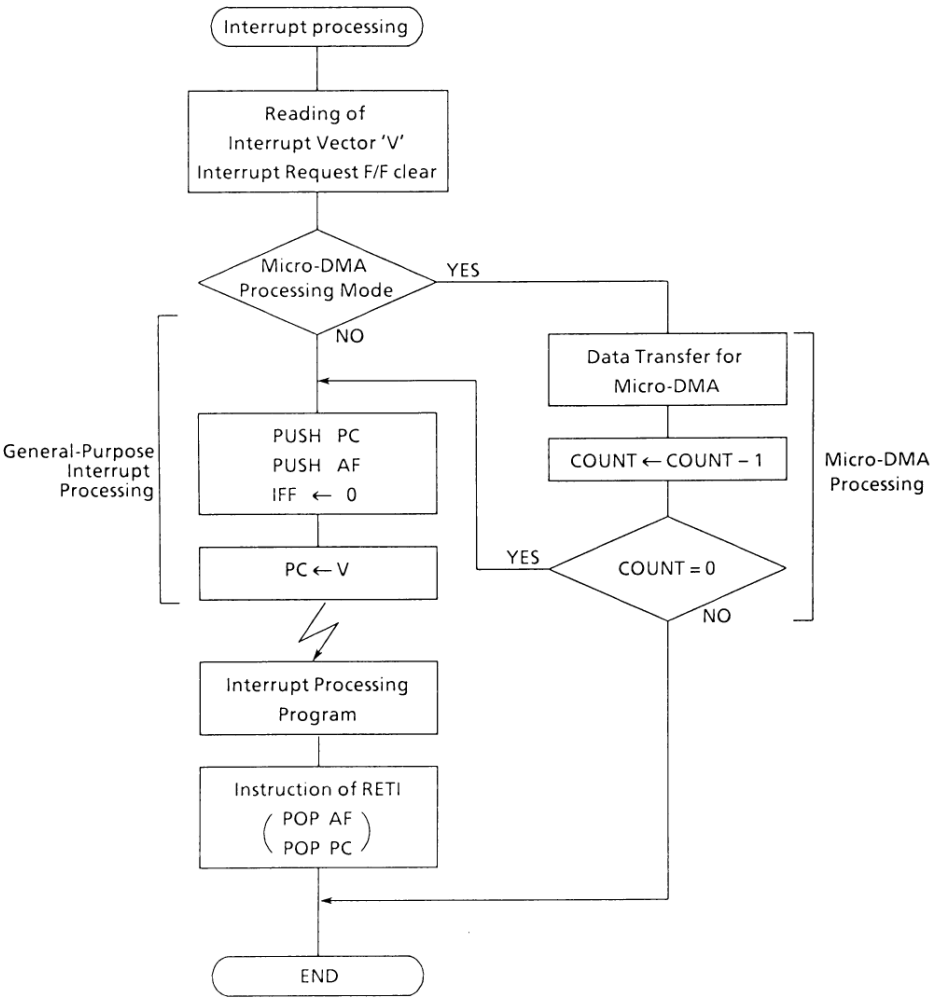 Interrupt processing
Reading of
Interrupt Vector 'V'
Interrupt Request F/F clear
Micro-DMA
Processing Mode
YES
NO
Data Transfer for
Micro-DMA
COUNT ← COUNT – 1
COUNT = 0
YES
NO
Micro-DMA
Processing
General-Purpose
Interrupt
Processing
PUSH PC
PUSH AF
IFF ← 0
PC ← V
Interrupt Processing
Program
Instruction of RETI
( POP AF
POP PC )
END